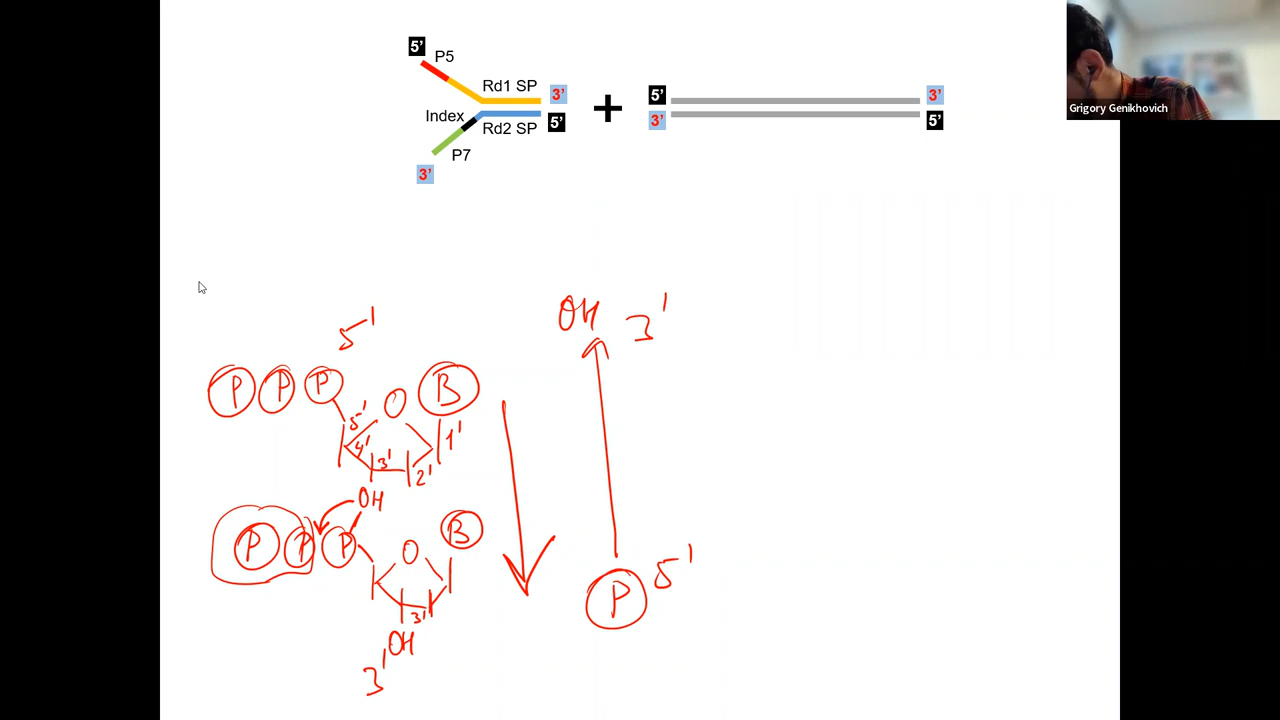 5'
P5
Rd1 SP
3'
Index
Rd2 SP
5'
P7
3'
+
5'
3'
3'
5'
Grigory Genikhovich
5'
P P P
O
B
5'
4'
3'
2'
1'
OH
P P P
O
B
3'
OH
3'
OH 3'
P 5'